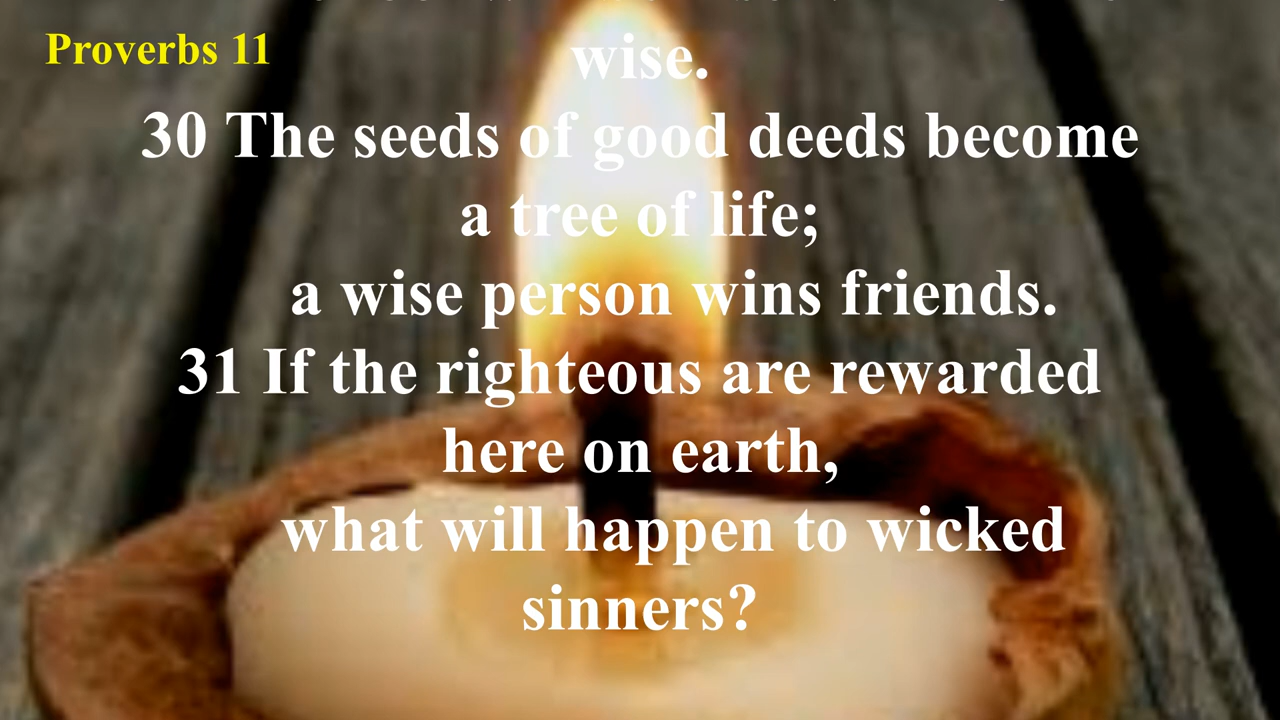 Proverbs 11
wise.
30 The seeds of good deeds become
a tree of life;
a wise person wins friends.
31 If the righteous are rewarded
here on earth,
what will happen to wicked
sinners?